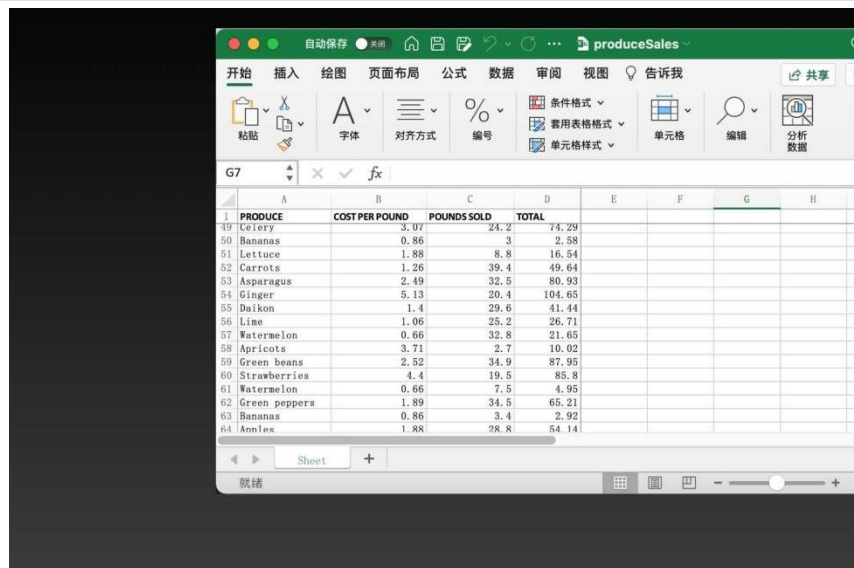 自动保存 关闭 … produceSales
开始 插入 绘图 页面布局 公式 数据 审阅 视图 告诉我 共享
粘贴 字体 对齐方式 % 编号 条件格式 套用表格格式 单元格样式 单元格 编辑 分析数据
G7 fx
A B C D E F G H
1 PRODUCE COST PER POUND POUNDS SOLD TOTAL
49 Celery 3.07 24.2 74.29
50 Bananas 0.86 3 2.58
51 Lettuce 1.88 8.8 16.54
52 Carrots 1.26 39.4 49.64
53 Asparagus 2.49 32.5 80.93
54 Ginger 5.13 20.4 104.65
55 Daikon 1.4 29.6 41.44
56 Lime 1.06 25.2 26.71
57 Watermelon 0.66 32.8 21.65
58 Apricots 3.71 2.7 10.02
59 Green beans 2.52 34.9 87.95
60 Strawberries 4.4 19.5 85.8
61 Watermelon 0.66 7.5 4.95
62 Green peppers 1.89 34.5 65.21
63 Bananas 0.86 3.4 2.92
64 Apples 1.88 28.8 54.14
Sheet +
就绪 - +